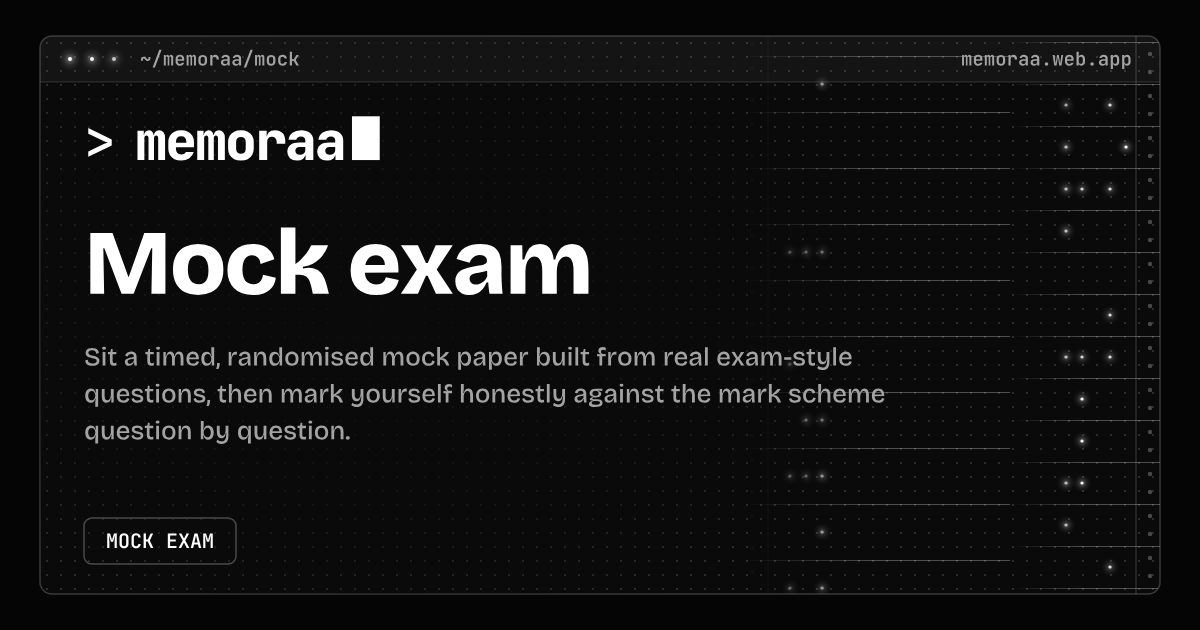 ~/memoraa/mock
memoraa.web.app
> memoraa
Mock exam
Sit a timed, randomised mock paper built from real exam-style
questions, then mark yourself honestly against the mark scheme
question by question.
MOCK EXAM